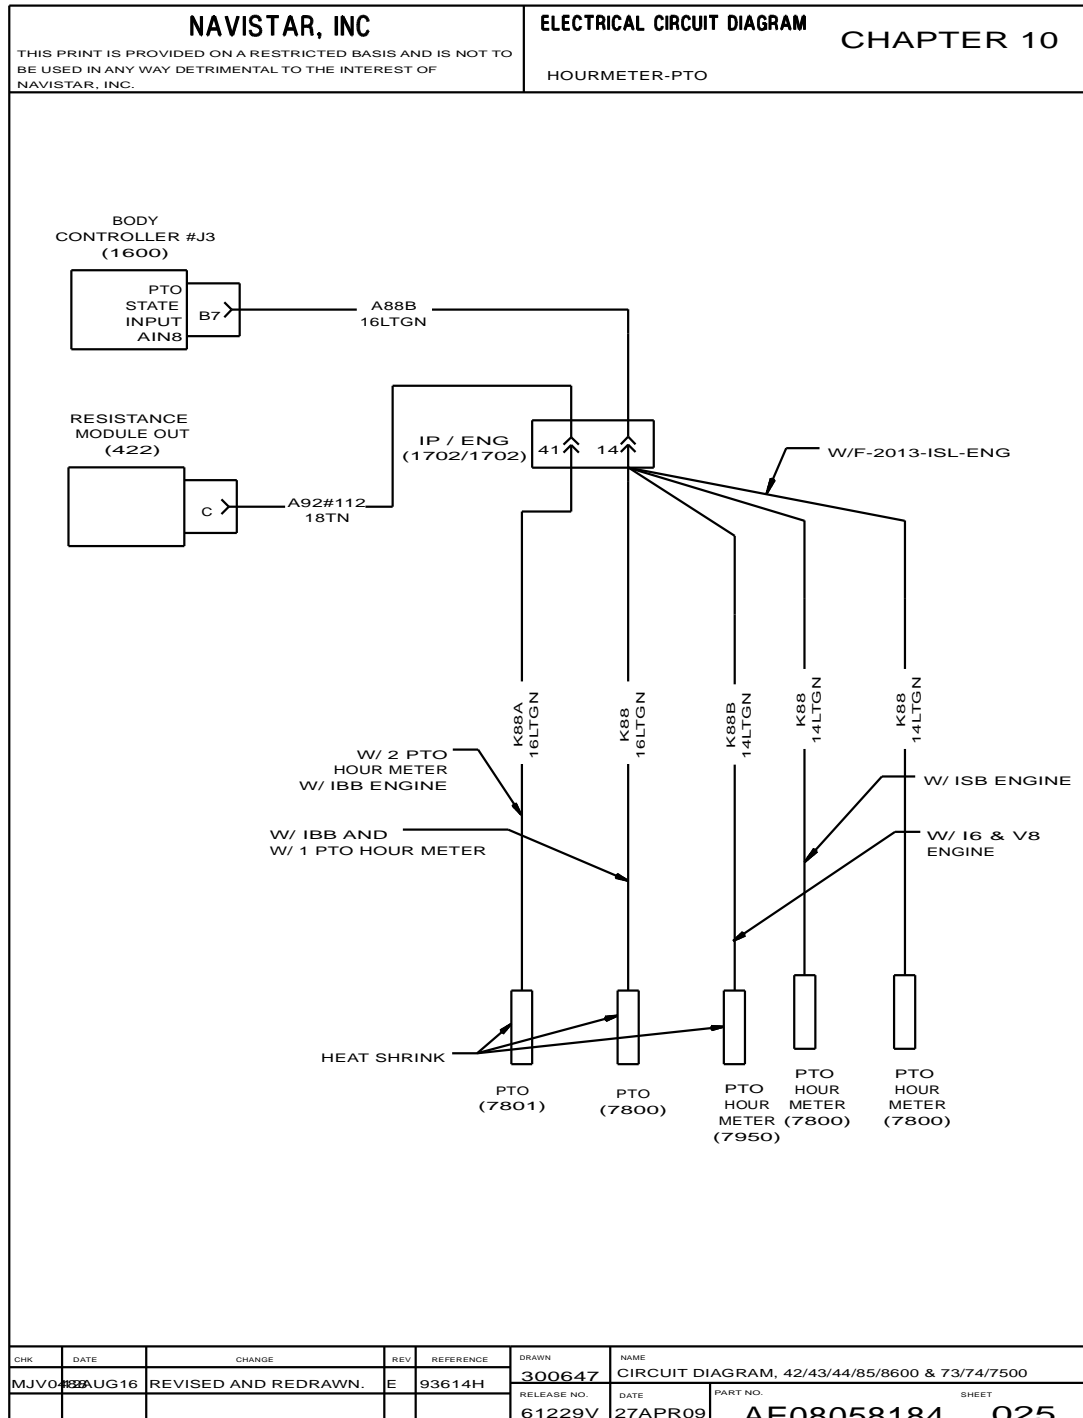 NAVISTAR, INC
THIS PRINT IS PROVIDED ON A RESTRICTED BASIS AND IS NOT TO
BE USED IN ANY WAY DETRIMENTAL TO THE INTEREST OF
NAVISTAR, INC.
ELECTRICAL CIRCUIT DIAGRAM
CHAPTER 10
HOURMETER-PTO
BODY
CONTROLLER #J3
(1600)
PTO
STATE
INPUT
AIN8
B7
A88B
16LTGN
RESISTANCE
MODULE OUT
(422)
C
A92#112
18TN
IP / ENG
(1702/1702)
41
14
W/F-2013-ISL-ENG
K88A
16LTGN
K88
16LTGN
K88B
14LTGN
K88
14LTGN
K88
14LTGN
W/ 2 PTO
HOUR METER
W/ IBB ENGINE
W/ IBB AND
W/ 1 PTO HOUR METER
W/ ISB ENGINE
W/ I6 & V8
ENGINE
HEAT SHRINK
PTO
(7801)
PTO
(7800)
PTO
HOUR
METER
(7950)
PTO
HOUR
METER
(7800)
PTO
HOUR
METER
(7800)
CHK DATE CHANGE REV REFERENCE
MJV0485 AUG16 REVISED AND REDRAWN. E 93614H
DRAWN
300647
NAME
CIRCUIT DIAGRAM, 42/43/44/85/8600 & 73/74/7500
RELEASE NO.
61229V
DATE
27APR09
PART NO.
AF08058184
SHEET
025